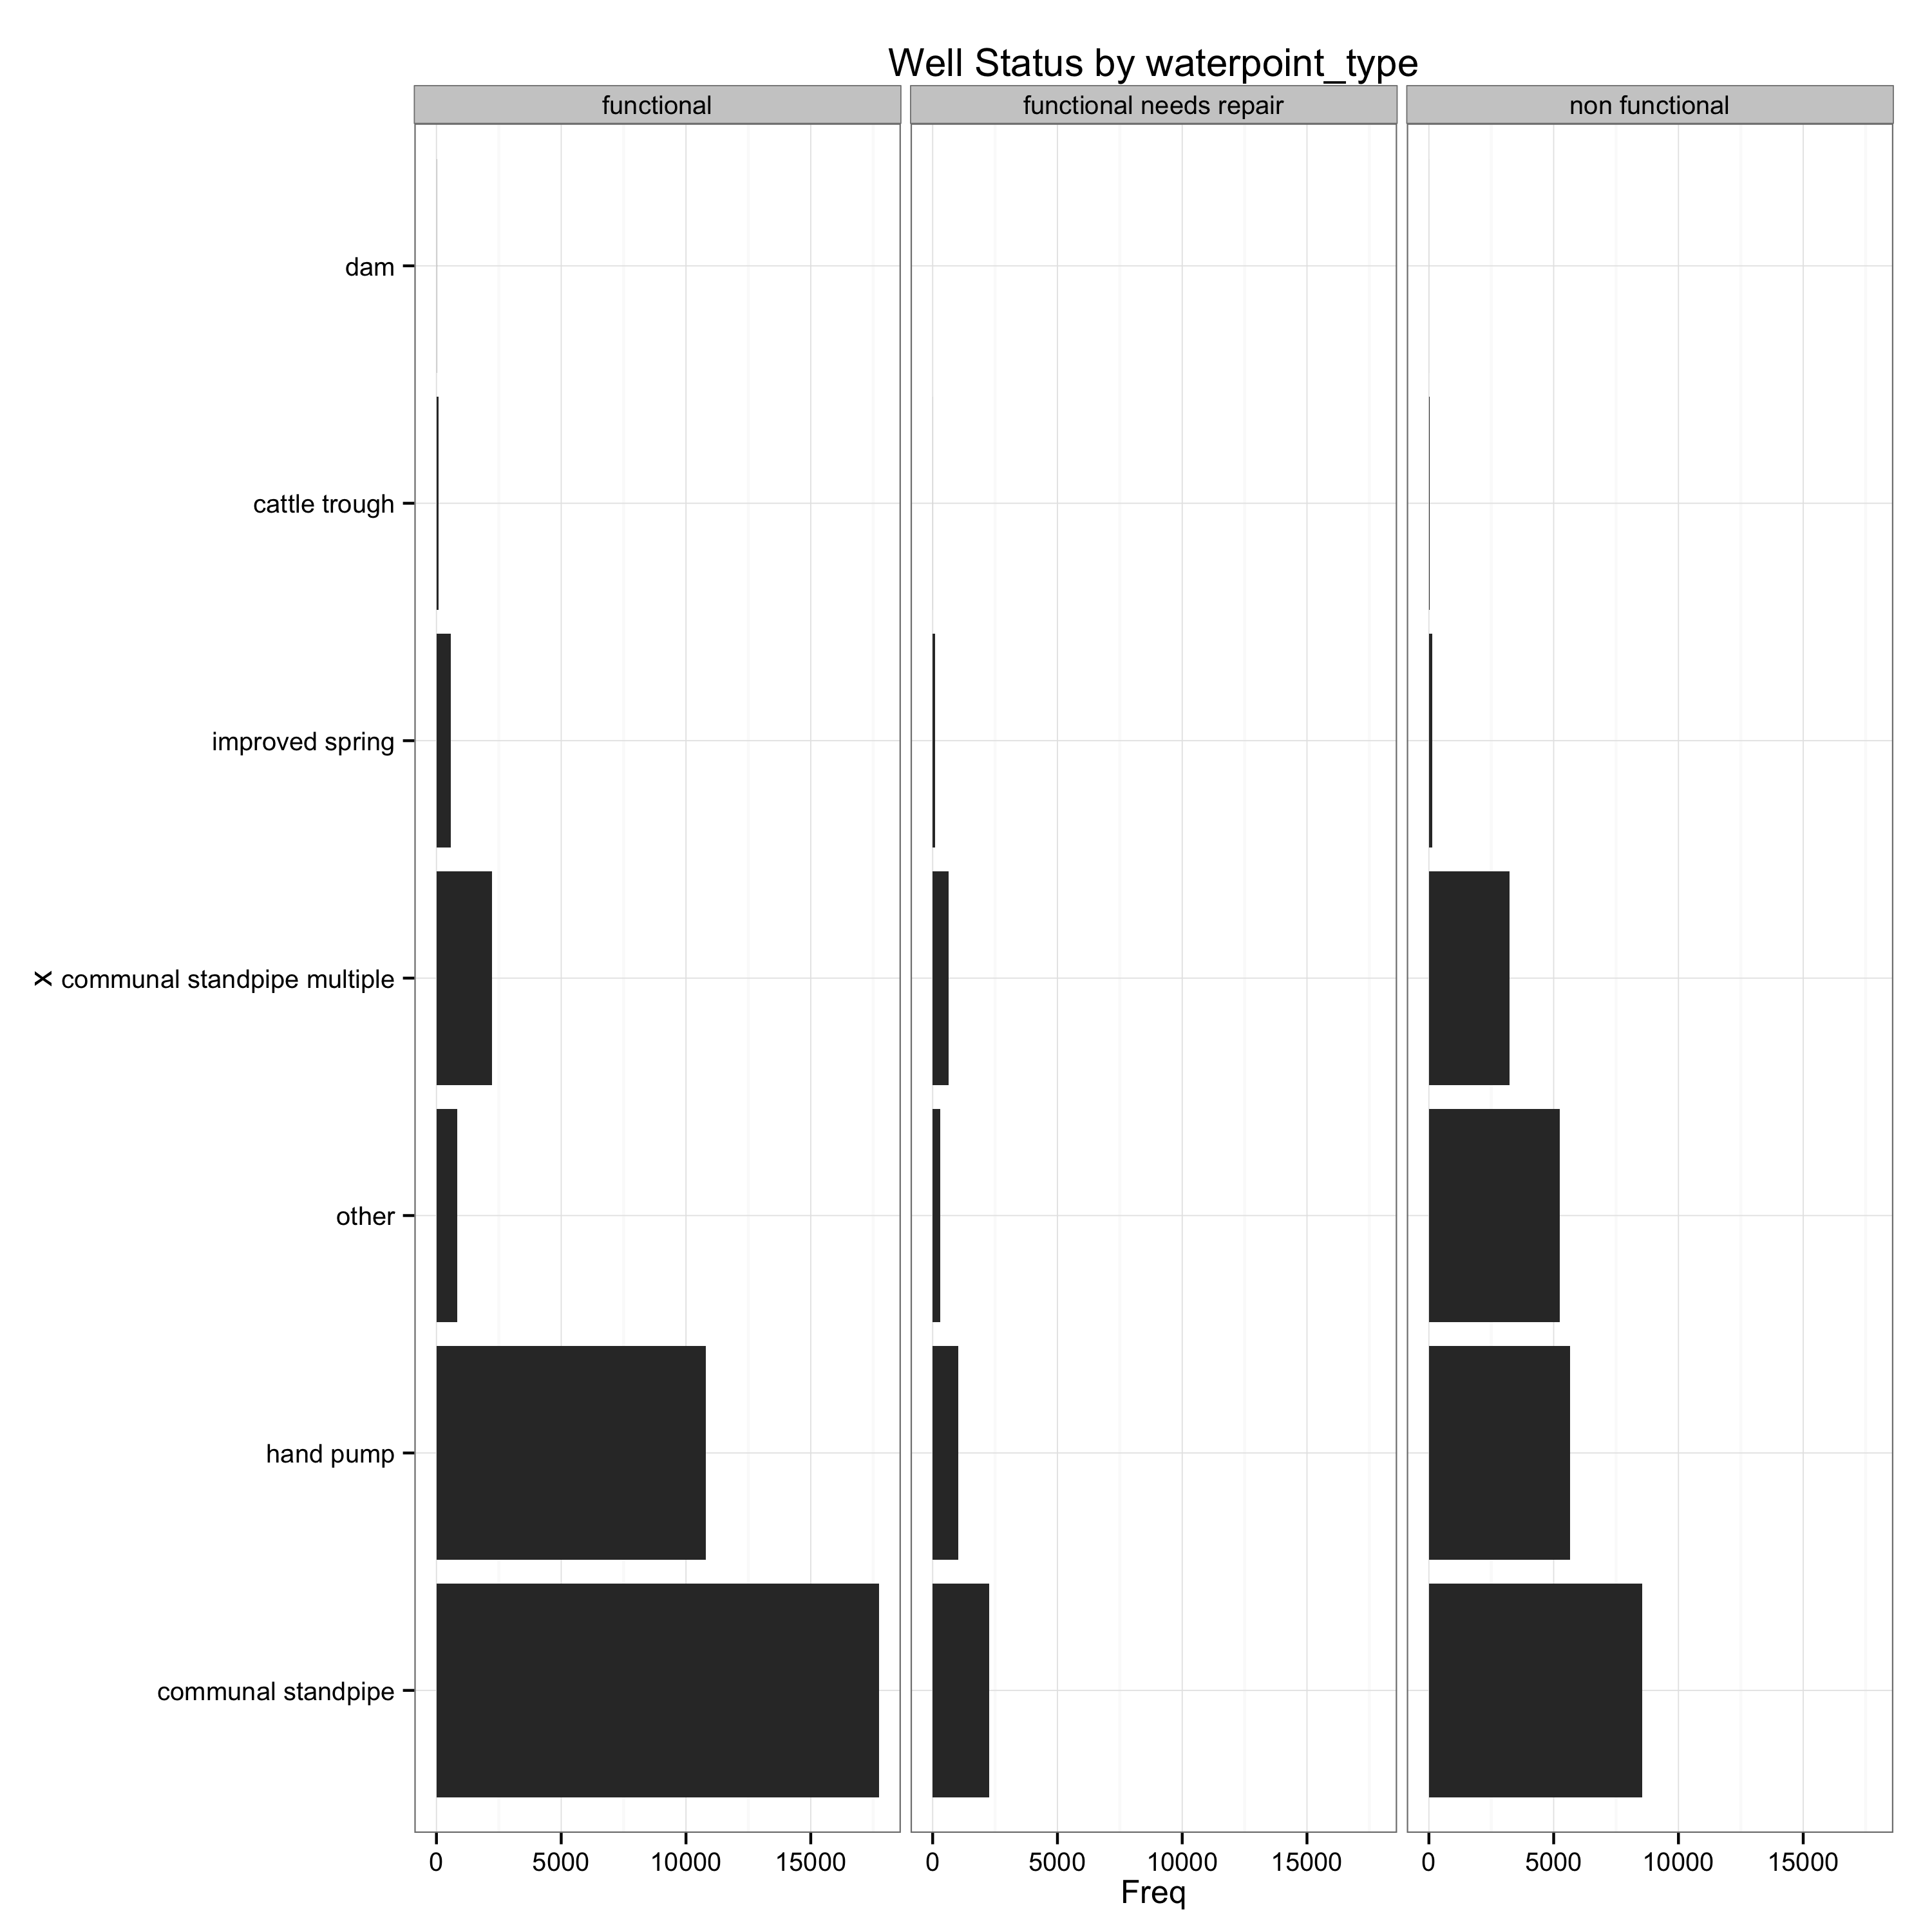 Well Status by waterpoint_type
functional
functional needs repair
non functional
dam
cattle trough
improved spring
X
communal standpipe multiple
other
hand pump
communal standpipe
0 5000 10000 15000
0 5000 10000 15000
0 5000 10000 15000
Freq